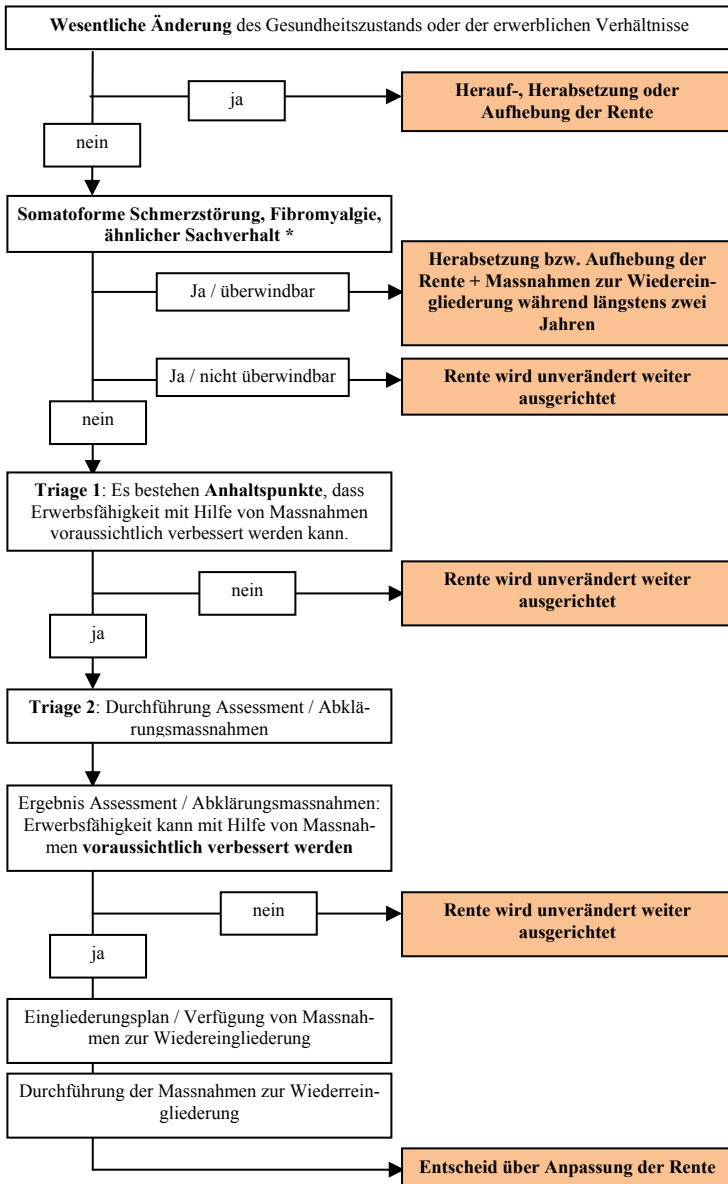 Wesentliche Änderung des Gesundheitszustands oder der erwerblichen Verhältnisse
ja
Herauf-, Herabsetzung oder
Aufhebung der Rente
nein
Somatoforme Schmerzstörung, Fibromyalgie,
ähnlicher Sachverhalt *
Ja / überwindbar
Herabsetzung bzw. Aufhebung der
Rente + Massnahmen zur Wiederein-
gliederung während längstens zwei
Jahren
Ja / nicht überwindbar
Rente wird unverändert weiter
ausgerichtet
nein
Triage 1: Es bestehen Anhaltspunkte, dass
Erwerbsfähigkeit mit Hilfe von Massnahmen
voraussichtlich verbessert werden kann.
nein
Rente wird unverändert weiter
ausgerichtet
ja
Triage 2: Durchführung Assessment / Abklä-
rungsmassnahmen
Ergebnis Assessment / Abklärungsmassnahmen:
Erwerbsfähigkeit kann mit Hilfe von Massnah-
men voraussichtlich verbessert werden
nein
Rente wird unverändert weiter
ausgerichtet
ja
Eingliederungsplan / Verfügung von Massnah-
men zur Wiedereingliederung
Durchführung der Massnahmen zur Wiederrein-
gliederung
Entscheid über Anpassung der Rente